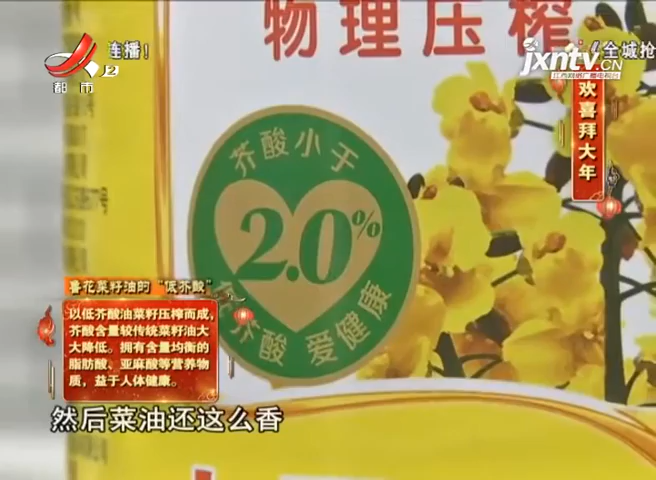 物理压榨
连播！
都市
2
jxntv.CN
《全城抢
欢喜拜大年
芥酸小于
2.0%
低芥酸 爱健康
鲁花菜籽油的“低芥酸”
以低芥酸油菜籽压榨而成，
芥酸含量较传统菜籽油大
大降低。拥有含量均衡的
脂肪酸、亚麻酸等营养物
质，益于人体健康。
然后菜油还这么香